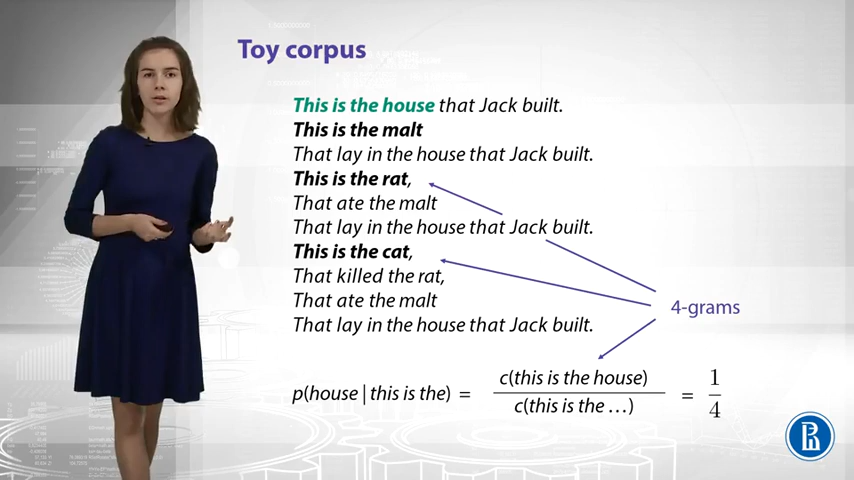 Toy corpus
This is the house that Jack built.
This is the malt
That lay in the house that Jack built.
This is the rat,
That ate the malt
That lay in the house that Jack built.
This is the cat,
That killed the rat,
That ate the malt
That lay in the house that Jack built.
4-grams
p(house | this is the) = c(this is the house) / c(this is the …) = 1/4